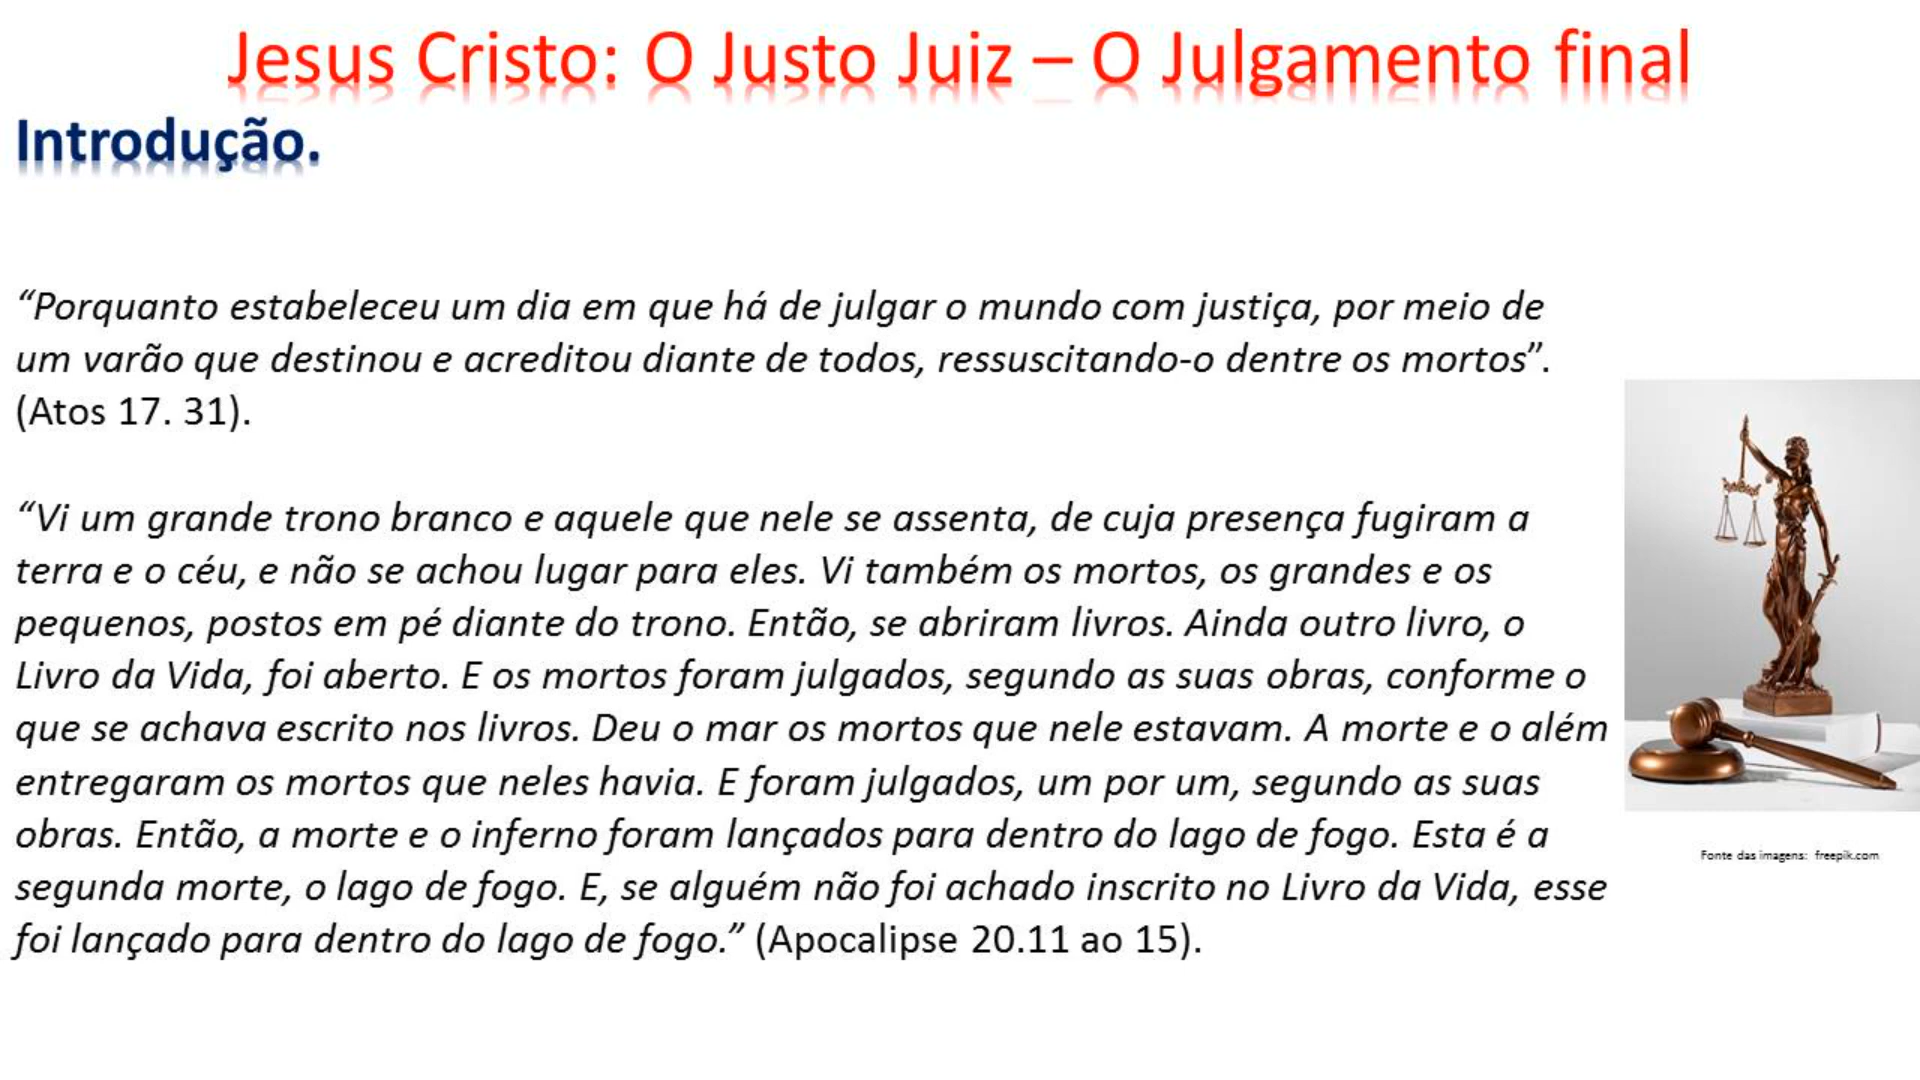 Jesus Cristo: O Justo Juiz – O Julgamento final
Introdução.
“Porquanto estabeleceu um dia em que há de julgar o mundo com justiça, por meio de
um varão que destinou e acreditou diante de todos, ressuscitando-o dentre os mortos”.
(Atos 17. 31).
“Vi um grande trono branco e aquele que nele se assenta, de cuja presença fugiram a
terra e o céu, e não se achou lugar para eles. Vi também os mortos, os grandes e os
pequenos, postos em pé diante do trono. Então, se abriram livros. Ainda outro livro, o
Livro da Vida, foi aberto. E os mortos foram julgados, segundo as suas obras, conforme o
que se achava escrito nos livros. Deu o mar os mortos que nele estavam. A morte e o além
entregaram os mortos que neles havia. E foram julgados, um por um, segundo as suas
obras. Então, a morte e o inferno foram lançados para dentro do lago de fogo. Esta é a
segunda morte, o lago de fogo. E, se alguém não foi achado inscrito no Livro da Vida, esse
foi lançado para dentro do lago de fogo.” (Apocalipse 20.11 ao 15).
Fonte das imagens: freepik.com